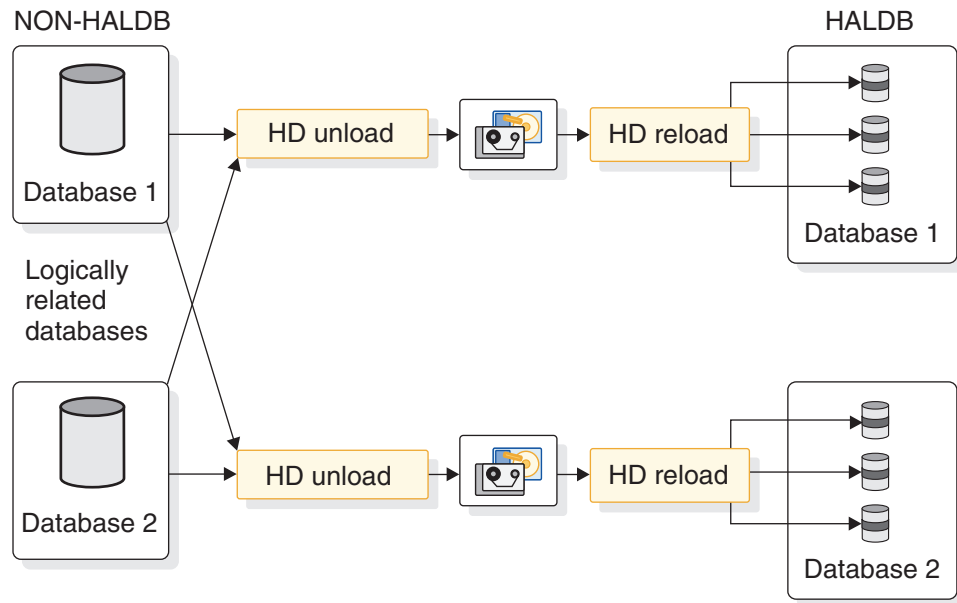 NON-HALDB
HALDB
Database 1
HD unload
HD reload
Database 1
Logically
related
databases
Database 2
HD unload
HD reload
Database 2